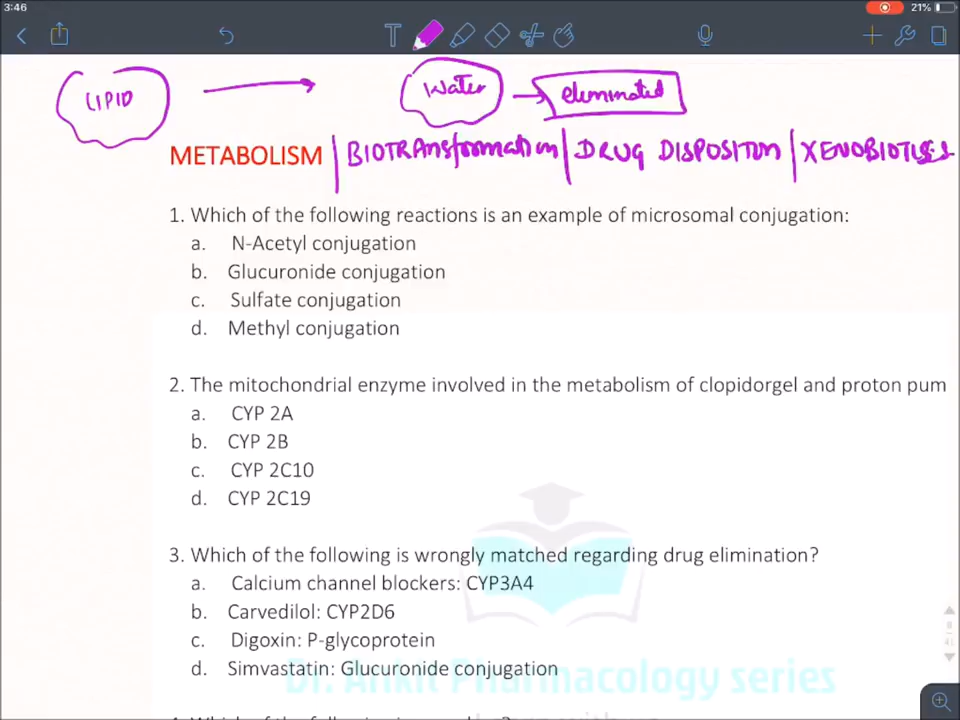 3:46
21%
T
LIPID
Water
eliminated
METABOLISM | BIOTRAnsformation | DRUG DISPOSITON | XENOBIOTICS
1. Which of the following reactions is an example of microsomal conjugation:
a. N-Acetyl conjugation
b. Glucuronide conjugation
c. Sulfate conjugation
d. Methyl conjugation
2. The mitochondrial enzyme involved in the metabolism of clopidorgel and proton pum
a. CYP 2A
b. CYP 2B
c. CYP 2C10
d. CYP 2C19
3. Which of the following is wrongly matched regarding drug elimination?
a. Calcium channel blockers: CYP3A4
b. Carvedilol: CYP2D6
c. Digoxin: P-glycoprotein
d. Simvastatin: Glucuronide conjugation
Dr. Ankit Pharmacology series